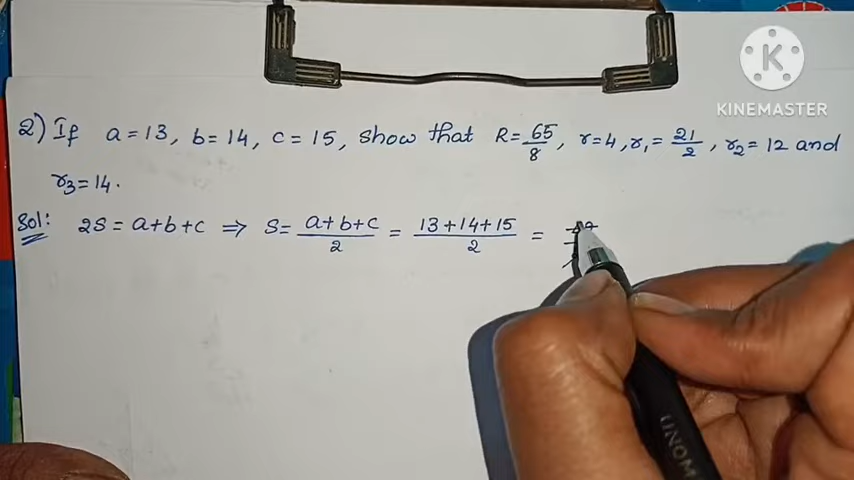 K
KINEMASTER
2) If a=13, b=14, c=15, show that R=65/8, r=4, r₁=21/2, r₂=12 and
r₃=14.
Sol: 2S=a+b+c ⇒ S=(a+b+c)/2 = (13+14+15)/2 =
UNOMAX